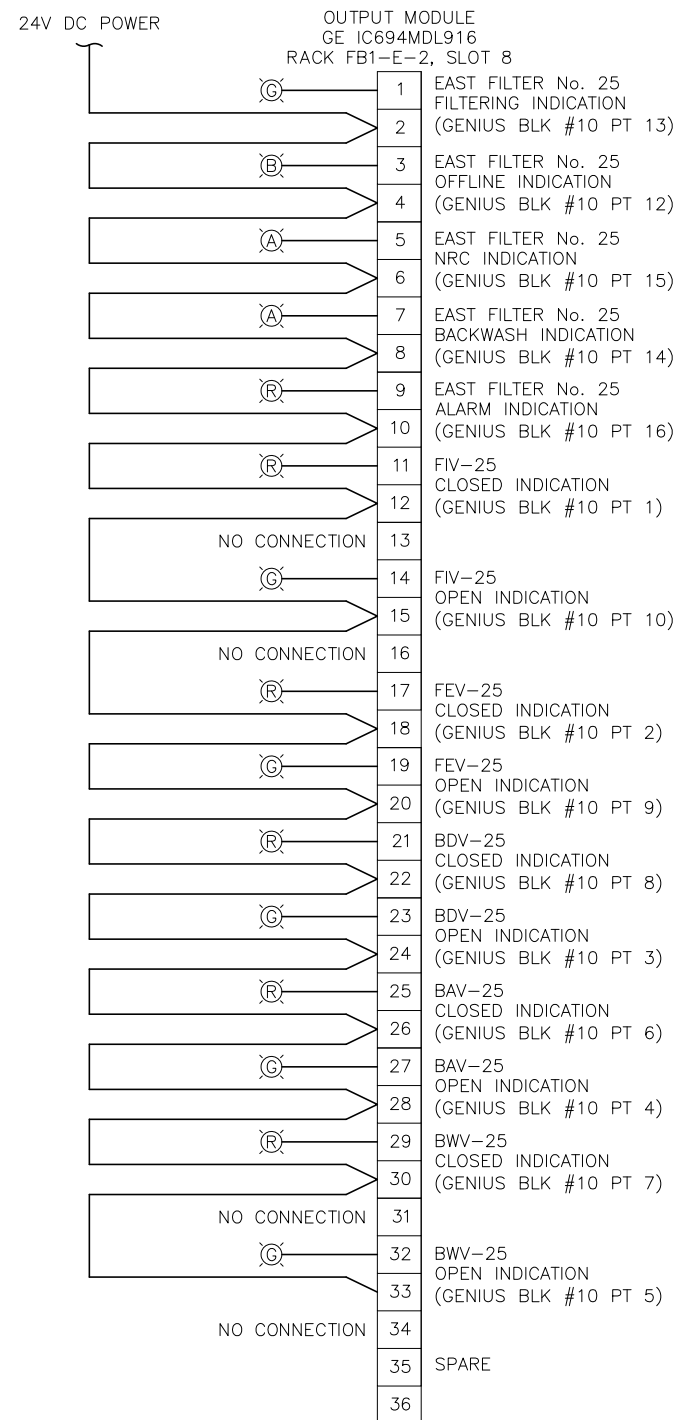 24V DC POWER
OUTPUT MODULE
GE IC694MDL916
RACK FB1-E-2, SLOT 8
G
1
EAST FILTER No. 25
FILTERING INDICATION
2
(GENIUS BLK #10 PT 13)
B
3
EAST FILTER No. 25
OFFLINE INDICATION
4
(GENIUS BLK #10 PT 12)
A
5
EAST FILTER No. 25
NRC INDICATION
6
(GENIUS BLK #10 PT 15)
A
7
EAST FILTER No. 25
BACKWASH INDICATION
8
(GENIUS BLK #10 PT 14)
R
9
EAST FILTER No. 25
ALARM INDICATION
10
(GENIUS BLK #10 PT 16)
R
11
FIV-25
CLOSED INDICATION
12
(GENIUS BLK #10 PT 1)
NO CONNECTION
13
G
14
FIV-25
OPEN INDICATION
15
(GENIUS BLK #10 PT 10)
NO CONNECTION
16
R
17
FEV-25
CLOSED INDICATION
18
(GENIUS BLK #10 PT 2)
G
19
FEV-25
OPEN INDICATION
20
(GENIUS BLK #10 PT 9)
R
21
BDV-25
CLOSED INDICATION
22
(GENIUS BLK #10 PT 8)
G
23
BDV-25
OPEN INDICATION
24
(GENIUS BLK #10 PT 3)
R
25
BAV-25
CLOSED INDICATION
26
(GENIUS BLK #10 PT 6)
G
27
BAV-25
OPEN INDICATION
28
(GENIUS BLK #10 PT 4)
R
29
BWV-25
CLOSED INDICATION
30
(GENIUS BLK #10 PT 7)
NO CONNECTION
31
G
32
BWV-25
OPEN INDICATION
33
(GENIUS BLK #10 PT 5)
NO CONNECTION
34
35
SPARE
36